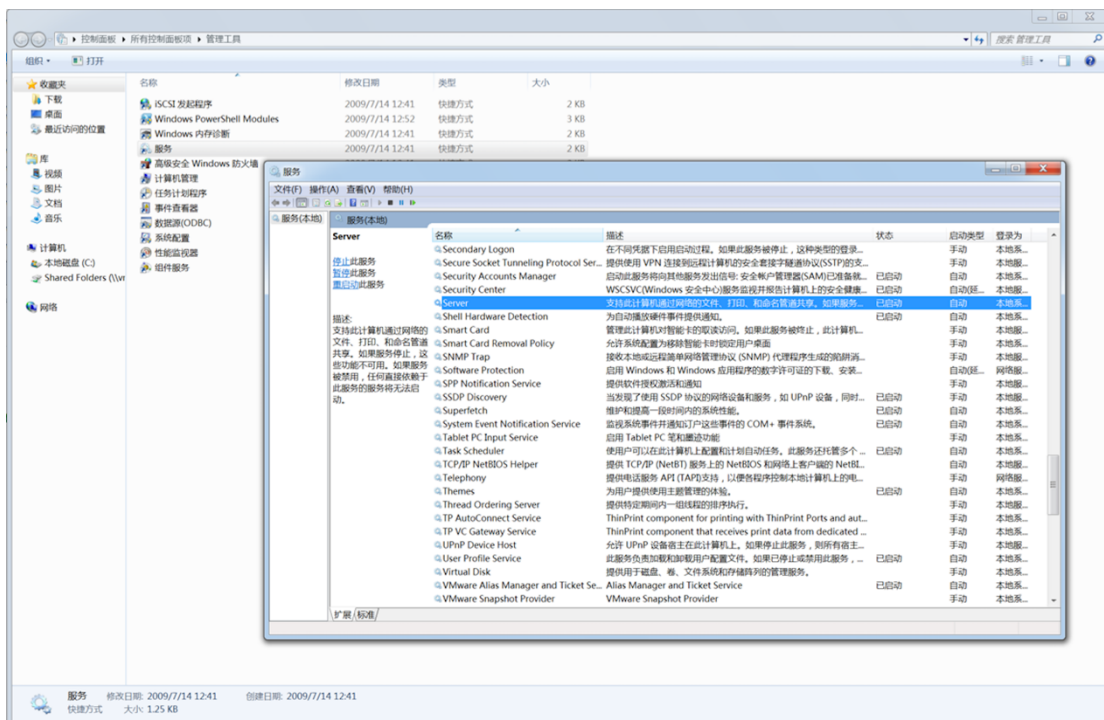 控制面板 ▸ 所有控制面板项 ▸ 管理工具
搜索 管理工具
组织 打开
收藏夹
下载
桌面
最近访问的位置
库
视频
图片
文档
音乐
计算机
本地磁盘 (C:)
Shared Folders (\\vr
网络
名称 修改日期 类型 大小
iSCSI 发起程序 2009/7/14 12:41 快捷方式 2 KB
Windows PowerShell Modules 2009/7/14 12:52 快捷方式 3 KB
Windows 内存诊断 2009/7/14 12:41 快捷方式 2 KB
服务 2009/7/14 12:41 快捷方式 2 KB
高级安全 Windows 防火墙
计算机管理
任务计划程序
事件查看器
数据源(ODBC)
系统配置
性能监视器
组件服务
服务
文件(F) 操作(A) 查看(V) 帮助(H)
服务(本地)
服务(本地)
Server
停止此服务
暂停此服务
重启动此服务
描述:
支持此计算机通过网络的
文件、打印、和命名管道
共享。如果服务停止，这
些功能不可用。如果服务
被禁用，任何直接依赖于
此服务的服务将无法启
动。
名称 描述 状态 启动类型 登录为
Secondary Logon 在不同凭据下启用启动过程。如果此服务被停止，这种类型的登录... 手动 本地系...
Secure Socket Tunneling Protocol Ser... 提供使用 VPN 连接到远程计算机的安全套接字隧道协议(SSTP)的支... 手动 本地服...
Security Accounts Manager 启动此服务将向其他服务发出信号: 安全帐户管理器(SAM)已准备就... 已启动 自动 本地系...
Security Center WSCSVC(Windows 安全中心)服务监视并报告计算机上的安全健康... 已启动 自动(延... 本地服...
Server 支持此计算机通过网络的文件、打印、和命名管道共享。如果服务... 已启动 自动 本地系...
Shell Hardware Detection 为自动播放硬件事件提供通知。 已启动 自动 本地系...
Smart Card 管理此计算机对智能卡的取读访问。如果此服务被终止，此计算机... 手动 本地服...
Smart Card Removal Policy 允许系统配置为移除智能卡时锁定用户桌面 手动 本地系...
SNMP Trap 接收本地或远程简单网络管理协议 (SNMP) 代理程序生成的陷阱消... 手动 本地服...
Software Protection 启用 Windows 和 Windows 应用程序的数字许可证的下载、安装... 自动(延... 网络服...
SPP Notification Service 提供软件授权激活和通知 手动 本地服...
SSDP Discovery 当发现了使用 SSDP 协议的网络设备和服务，如 UPnP 设备，同时... 已启动 手动 本地服...
Superfetch 维护和提高一段时间内的系统性能。 已启动 自动 本地系...
System Event Notification Service 监视系统事件并通知订户这些事件的 COM+ 事件系统。 已启动 自动 本地系...
Tablet PC Input Service 启用 Tablet PC 笔和墨迹功能 手动 本地系...
Task Scheduler 使用户可以在此计算机上配置和计划自动任务。此服务还托管多个 ... 已启动 自动 本地系...
TCP/IP NetBIOS Helper 提供 TCP/IP (NetBT) 服务上的 NetBIOS 和网络上客户端的 NetBI... 已启动 自动 本地服...
Telephony 提供电话服务 API (TAPI)支持，以便各程序控制本地计算机上的电... 手动 网络服...
Themes 为用户提供使用主题管理的体验。 已启动 自动 本地系...
Thread Ordering Server 提供特定期间内一组线程的排序执行。 手动 本地服...
TP AutoConnect Service ThinPrint component for printing with ThinPrint Ports and aut... 手动 本地系...
TP VC Gateway Service ThinPrint component that receives print data from dedicated ... 手动 本地系...
UPnP Device Host 允许 UPnP 设备宿主在此计算机上。如果停止此服务，则所有宿主... 手动 本地服...
User Profile Service 此服务负责加载和卸载用户配置文件。如果已停止或禁用此服务，... 已启动 自动 本地系...
Virtual Disk 提供用于磁盘、卷、文件系统和存储阵列的管理服务。 手动 本地系...
VMware Alias Manager and Ticket Se... Alias Manager and Ticket Service 已启动 自动 本地系...
VMware Snapshot Provider VMware Snapshot Provider 手动 本地系...
扩展 标准
服务 修改日期: 2009/7/14 12:41 创建日期: 2009/7/14 12:41
快捷方式 大小: 1.25 KB